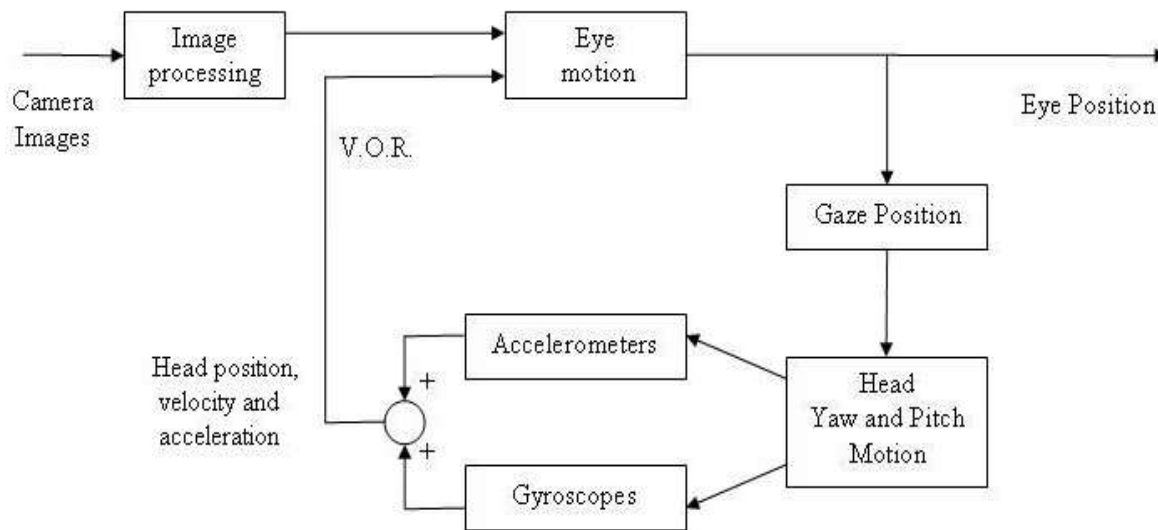 Image
processing
Eye
motion
Camera
Images
Eye Position
V.O.R.
Gaze Position
Accelerometers
Head position,
velocity and
acceleration
+
+
Head
Yaw and Pitch
Motion
Gyroscopes